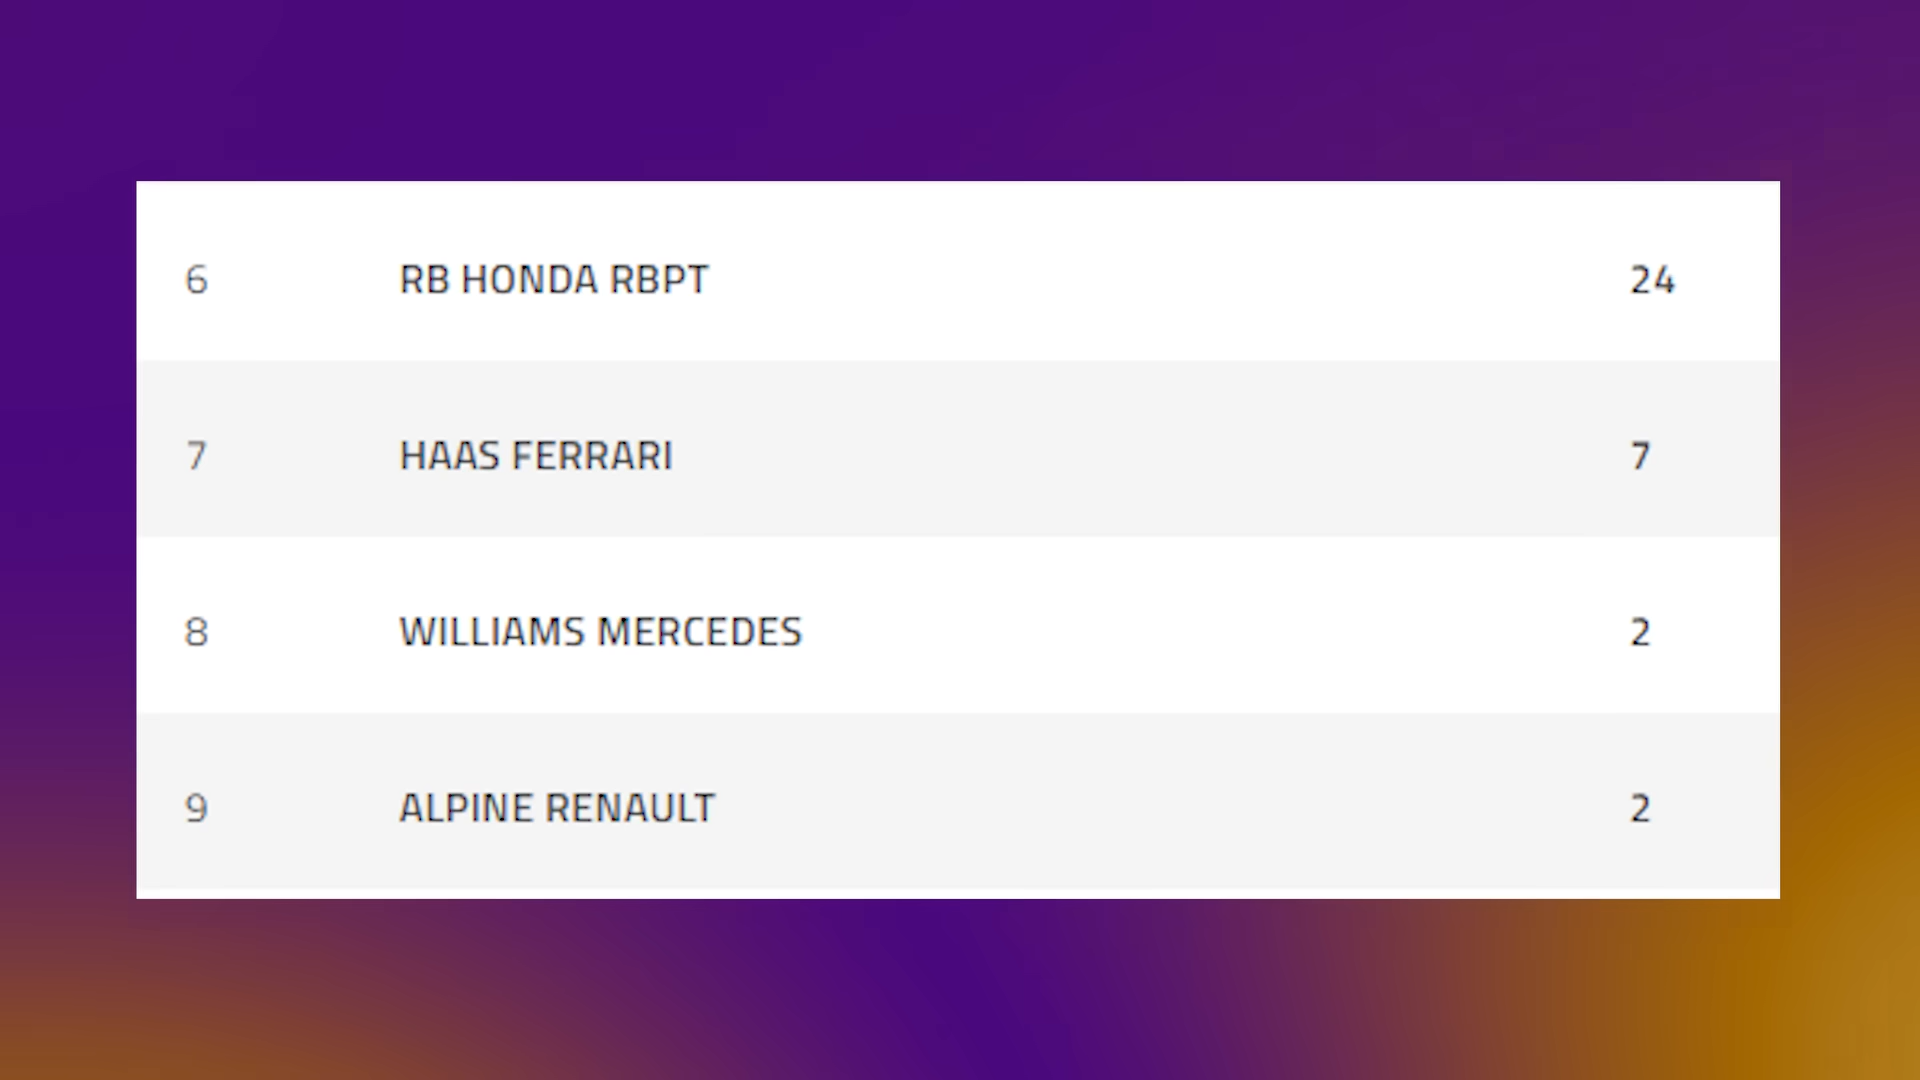 6 RB HONDA RBPT 24
7 HAAS FERRARI 7
8 WILLIAMS MERCEDES 2
9 ALPINE RENAULT 2